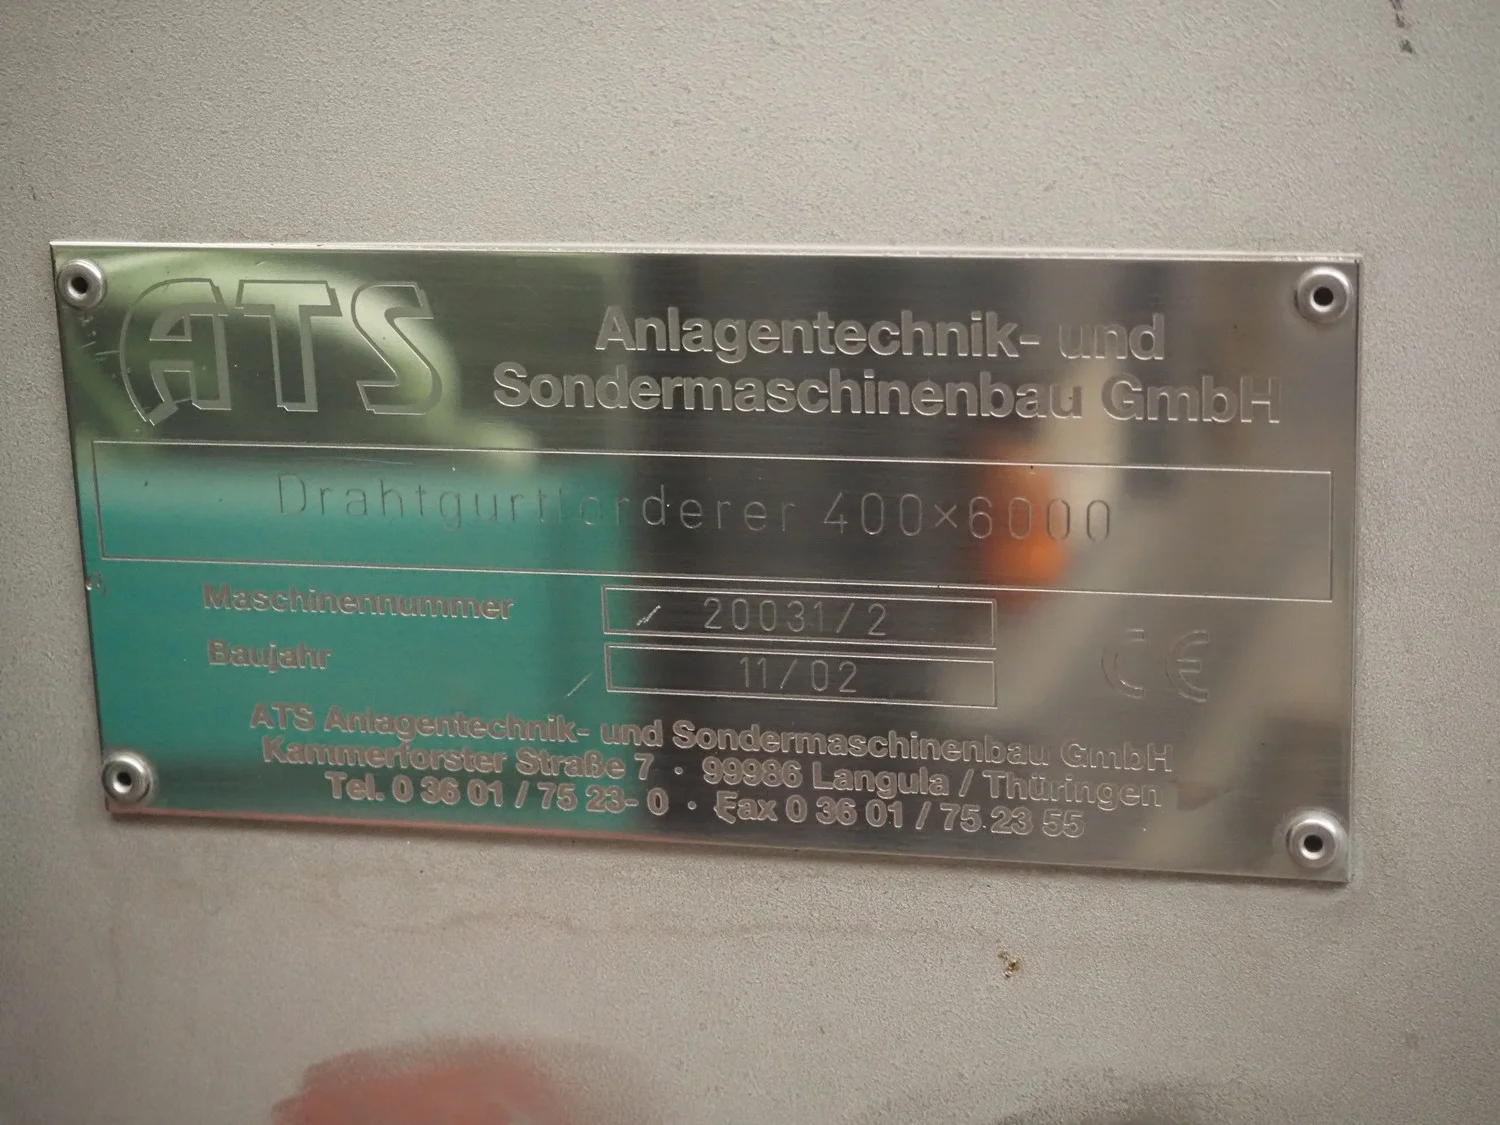 ATS
Anlagentechnik- und
Sondermaschinenbau GmbH
Drahtgurtförderer 400×6000
Maschinennummer 20031/2
Baujahr 11/02
CE
ATS Anlagentechnik- und Sondermaschinenbau GmbH
Kammerforster Straße 7 · 99986 Langula / Thüringen
Tel. 0 36 01 / 75 23- 0 · Fax 0 36 01 / 75 23 55